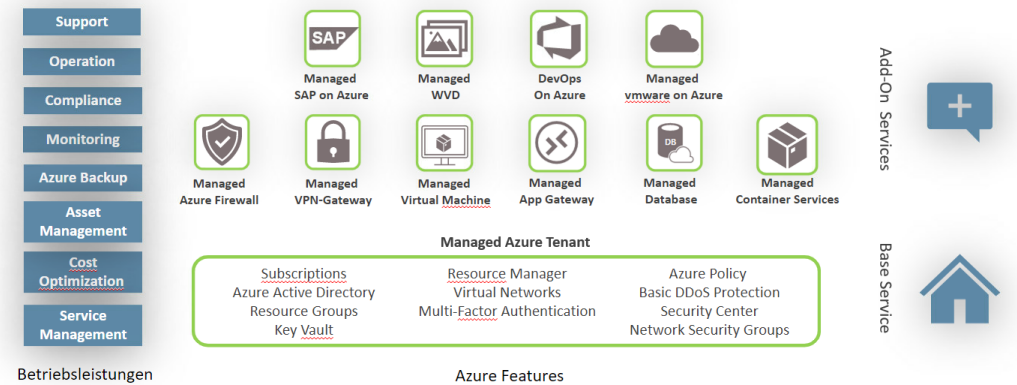 Support
Operation
Compliance
Monitoring
Azure Backup
Asset
Management
Cost
Optimization
Service
Management
Betriebsleistungen
SAP
Managed
SAP on Azure
Managed
WVD
DevOps
On Azure
Managed
vmware on Azure
Managed
Azure Firewall
Managed
VPN-Gateway
Managed
Virtual Machine
Managed
App Gateway
DB
Managed
Database
Managed
Container Services
Managed Azure Tenant
Subscriptions
Azure Active Directory
Resource Groups
Key Vault
Resource Manager
Virtual Networks
Multi-Factor Authentication
Azure Policy
Basic DDoS Protection
Security Center
Network Security Groups
Azure Features
Add-On Services
Base Service